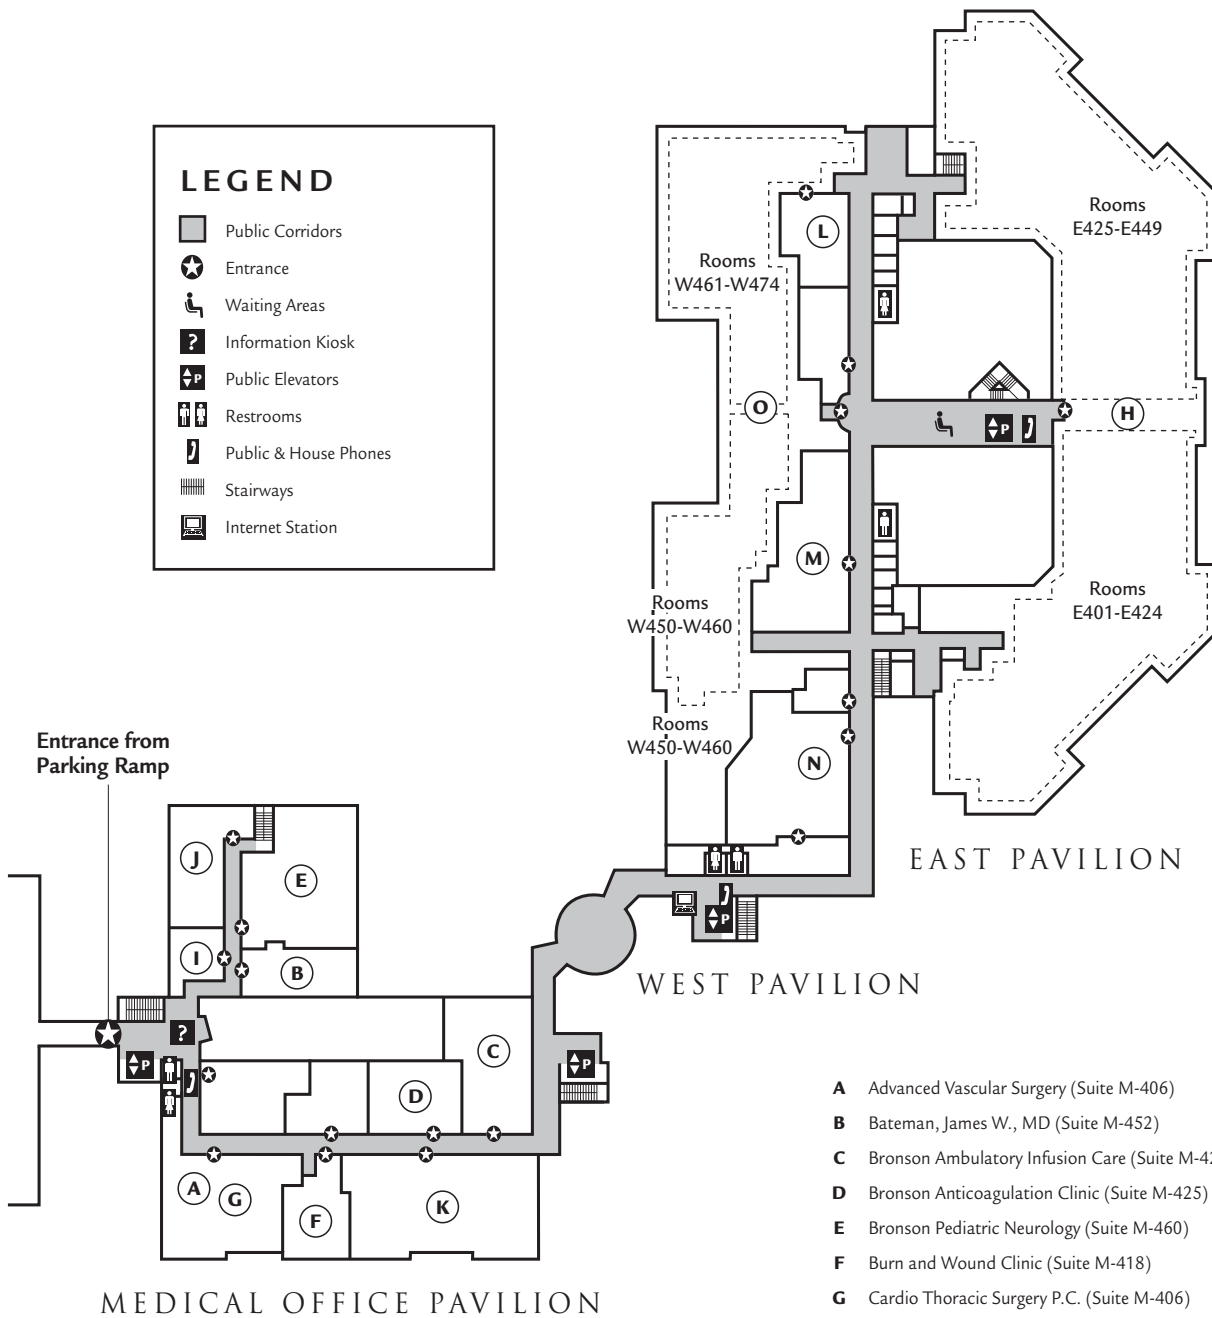 LEGEND
Public Corridors
Entrance
Waiting Areas
?
Information Kiosk
P
Public Elevators
Restrooms
Public & House Phones
Stairways
Internet Station
Rooms
E425-E449
L
Rooms
W461-W474
O
H
P
M
Rooms
E401-E424
Rooms
W450-W460
Rooms
W450-W460
N
Entrance from
Parking Ramp
J
E
EAST PAVILION
P
I
B
WEST PAVILION
?
P
C
P
D
A
G
F
K
MEDICAL OFFICE PAVILION
A Advanced Vascular Surgery (Suite M-406)
B Bateman, James W., MD (Suite M-452)
C Bronson Ambulatory Infusion Care (Suite
D Bronson Anticoagulation Clinic (Suite M-425)
E Bronson Pediatric Neurology (Suite M-460)
F Burn and Wound Clinic (Suite M-418)
G Cardio Thoracic Surgery P.C. (Suite M-406)